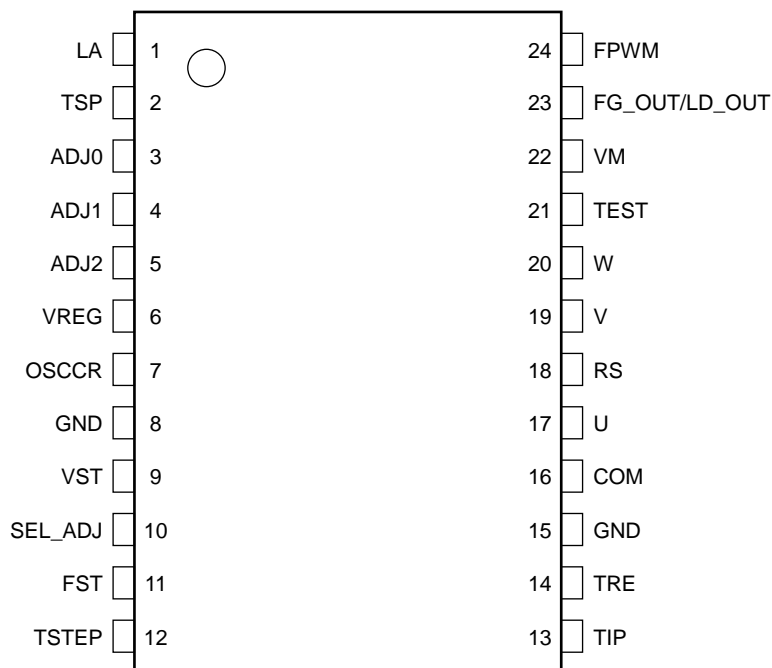 LA 1 24 FPWM
TSP 2 23 FG_OUT/LD_OUT
ADJ0 3 22 VM
ADJ1 4 21 TEST
ADJ2 5 20 W
VREG 6 19 V
OSCCR 7 18 RS
GND 8 17 U
VST 9 16 COM
SEL_ADJ 10 15 GND
FST 11 14 TRE
TSTEP 12 13 TIP